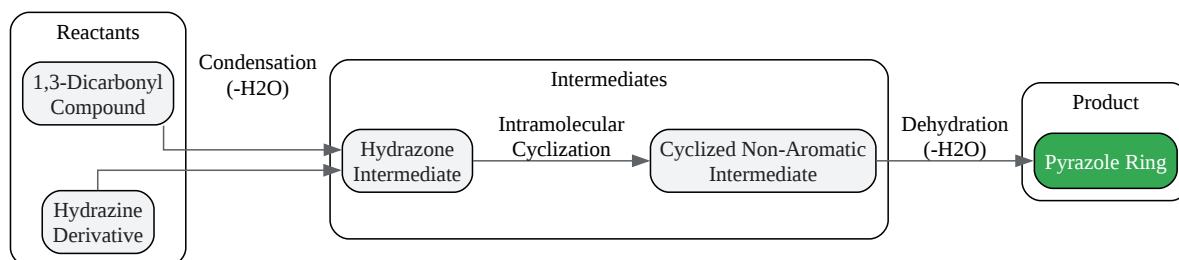 Reactants
1,3-Dicarbonyl
Compound
Hydrazine
Derivative
Condensation
(-H2O)
Intermediates
Hydrazone
Intermediate
Intramolecular
Cyclization
Cyclized Non-Aromatic
Intermediate
Dehydration
(-H2O)
Product
Pyrazole Ring